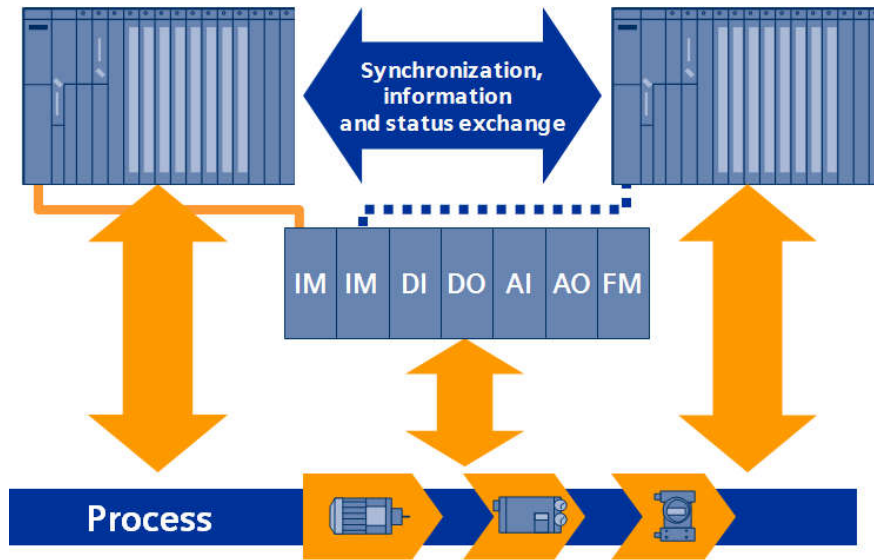 Synchronization,
information
and status exchange
IM IM DI DO AI AO FM
Process